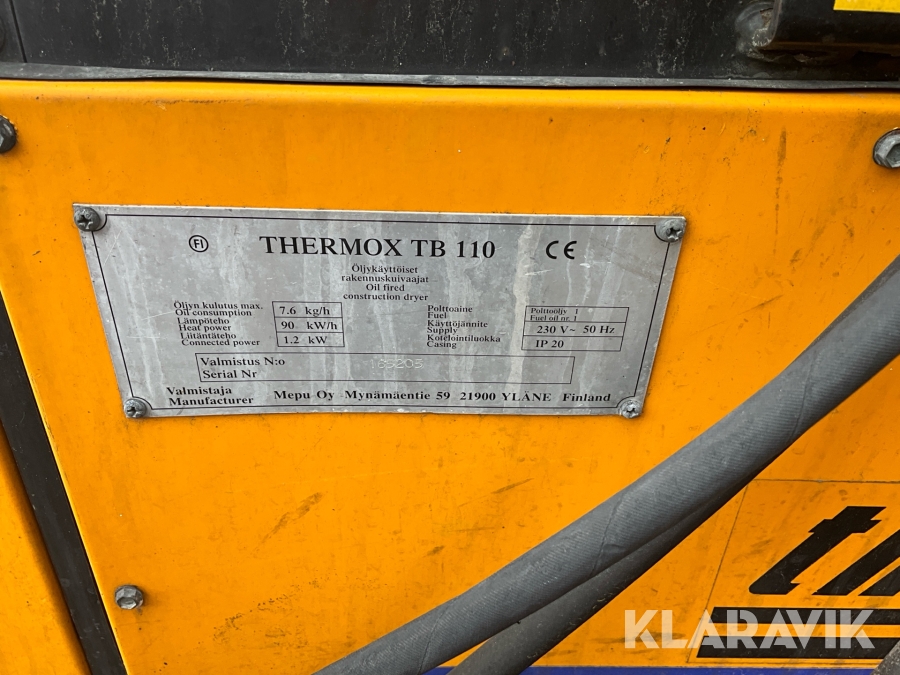 FI THERMOX TB 110 CE
Öljykäyttöiset
rakennuskuivaajat
Oil fired
construction dryer
Öljyn kulutus max.
Oil consumption 7.6 kg/h
Lämpöteho
Heat power 90 kW/h
Liitäntäteho
Connected power 1.2 kW
Polttoaine Polttoöljy 1
Fuel Fuel oil nr. 1
Käyttöjännite
Supply 230 V~ 50 Hz
Kotelointiluokka
Casing IP 20
Valmistus N:o
Serial Nr
Valmistaja
Manufacturer Mepu Oy Mynämäentie 59 21900 YLÄNE Finland
KLARAVIK